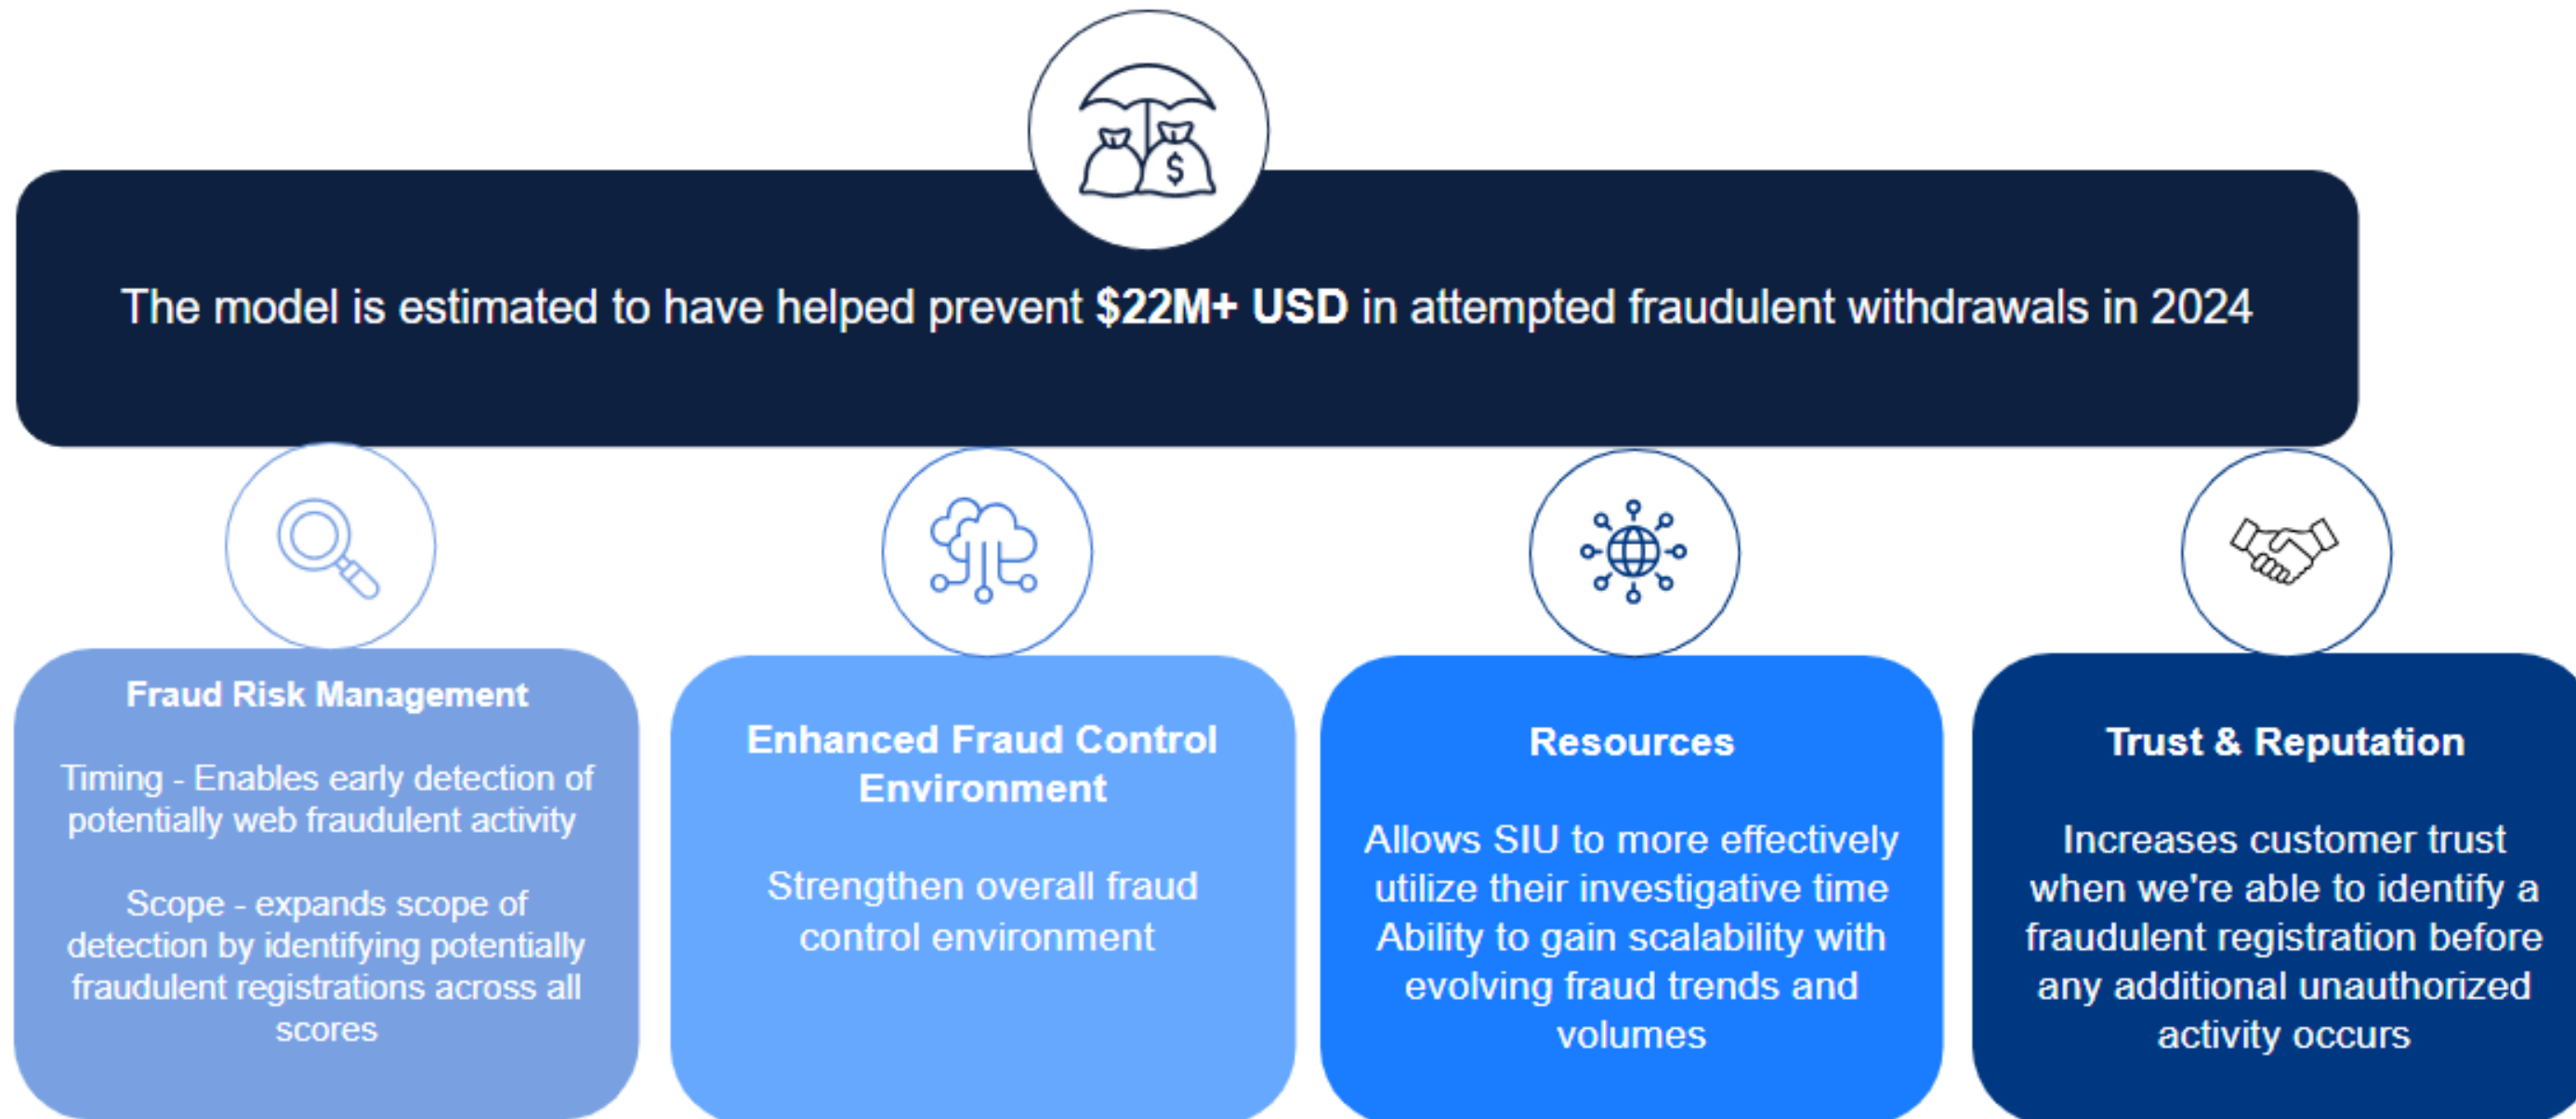 $
The model is estimated to have helped prevent $22M+ USD in attempted fraudulent withdrawals in 2024
Fraud Risk Management
Timing - Enables early detection of
potentially web fraudulent activity
Scope - expands scope of
detection by identifying potentially
fraudulent registrations across all
scores
Enhanced Fraud Control
Environment
Strengthen overall fraud
control environment
Resources
Allows SIU to more effectively
utilize their investigative time
Ability to gain scalability with
evolving fraud trends and
volumes
Trust & Reputation
Increases customer trust
when we're able to identify a
fraudulent registration before
any additional unauthorized
activity occurs